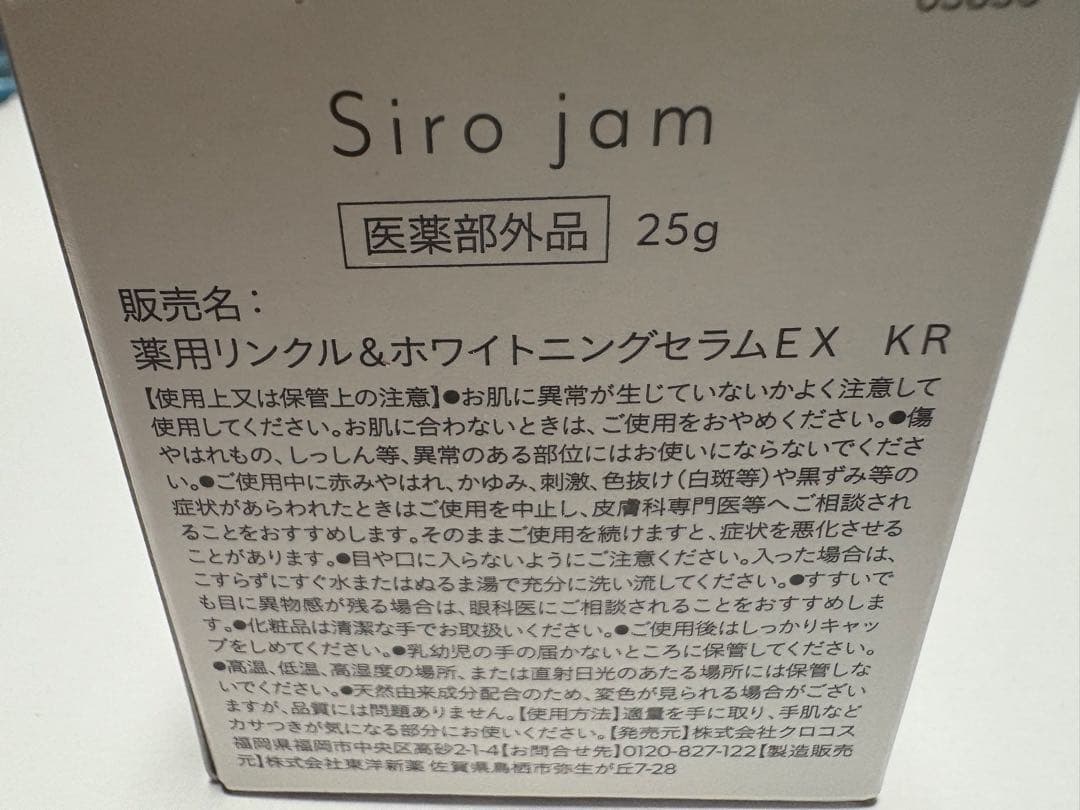 Siro jam
医薬部外品 25g
販売名：
薬用リンクル&ホワイトニングセラムEX KR
【使用上又は保管上の注意】●お肌に異常が生じていないかよく注意して
使用してください。お肌に合わないときは、ご使用をおやめください。●傷
やはれもの、しっしん等、異常のある部位にはお使いにならないでくださ
い。●ご使用中に赤みやはれ、かゆみ、刺激、色抜け(白斑等)や黒ずみ等の
症状があらわれたときはご使用を中止し、皮膚科専門医等へご相談され
ることをおすすめします。そのままご使用を続けますと、症状を悪化させる
ことがあります。●目や口に入らないようにご注意ください。入った場合は、
こすらずにすぐ水またはぬるま湯で充分に洗い流してください。●すすいで
も目に異物感が残る場合は、眼科医にご相談されることをおすすめしま
す。●化粧品は清潔な手でお取扱いください。●ご使用後はしっかりキャッ
プをしめてください。●乳幼児の手の届かないところに保管してください。
●高温、低温、高湿度の場所、または直射日光のあたる場所には保管しな
いでください。●天然由来成分配合のため、変色が見られる場合がござい
ますが、品質には問題ありません。【使用方法】適量を手に取り、手肌など
カサつきが気になる部分にお使いください。【発売元】株式会社クロコス
福岡県福岡市中央区高砂2-1-4【お問合せ先】0120-827-122【製造販売
元】株式会社東洋新薬 佐賀県鳥栖市弥生が丘7-28